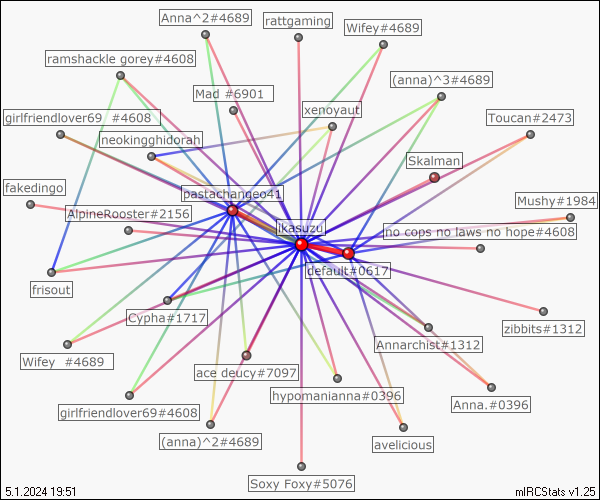 Anna^2#4689
rattgaming
Wifey#4689
ramshackle gorey#4608
(anna)^3#4689
Mad #6901
xenoyaut
girlfriendlover69 #4608
Toucan#2473
neokingghidorah
Skalman
fakedingo
pastachangeo41
Mushy#1984
AlpineRooster#2156
ikasuzu
no cops no laws no hope#4608
default#0617
frisout
Cypha#1717
zibbits#1312
Annarchist#1312
Wifey #4689
ace deucy#7097
hypomanianna#0396
Anna.#0396
girlfriendlover69#4608
(anna)^2#4689
avelicious
Soxy Foxy#5076
5.1.2024 19:51
mIRCStats v1.25